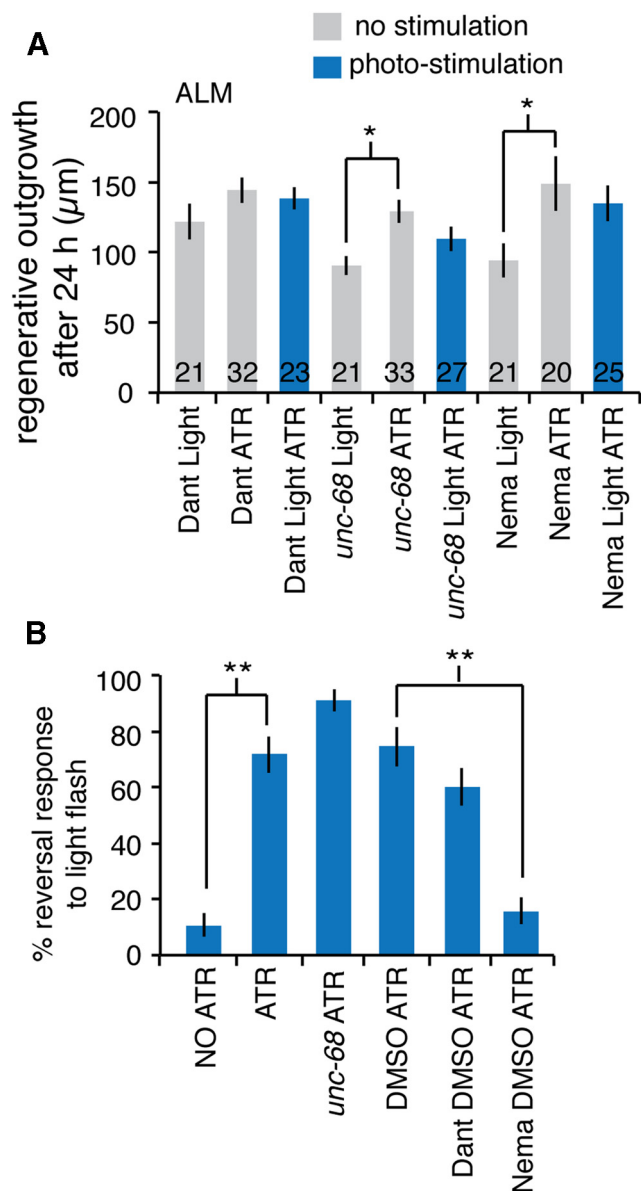 A
no stimulation
photo-stimulation
ALM
regenerative outgrowth
after 24 h (µm)
200
150
100
50
0
*
*
21 32 23 21 33 27 21 20 25
Dant Light
Dant ATR
Dant Light ATR
unc-68 Light
unc-68 ATR
unc-68 Light ATR
Nema Light
Nema ATR
Nema Light ATR
B
% reversal response
to light flash
100
80
60
40
20
0
**
**
NO ATR
ATR
unc-68 ATR
DMSO ATR
Dant DMSO ATR
Nema DMSO ATR